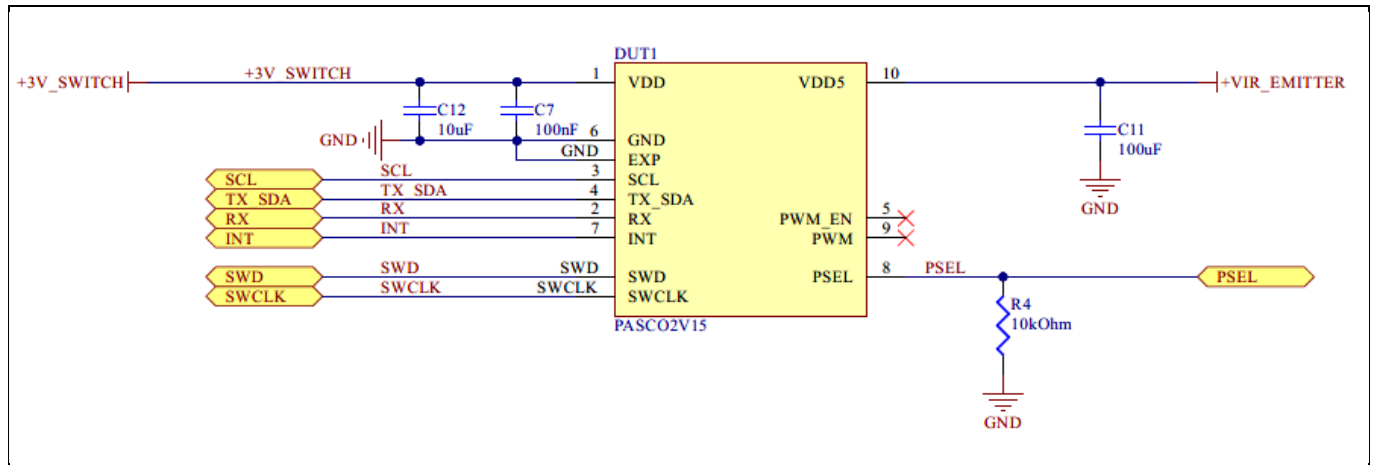 DUT1
+3V_SWITCH +3V_SWITCH 1 VDD VDD5 10 +VIR_EMITTER
C12 10uF
C7 100nF
C11 100uF
GND
GND 6 GND
GND EXP
SCL SCL 3 SCL
TX_SDA TX_SDA 4 TX_SDA
RX RX 2 RX PWM_EN 5
INT INT 7 INT PWM 9
SWD SWD SWD SWD PSEL 8 PSEL PSEL
SWCLK SWCLK SWCLK SWCLK
R4
10kOhm
PASCO2V15
GND